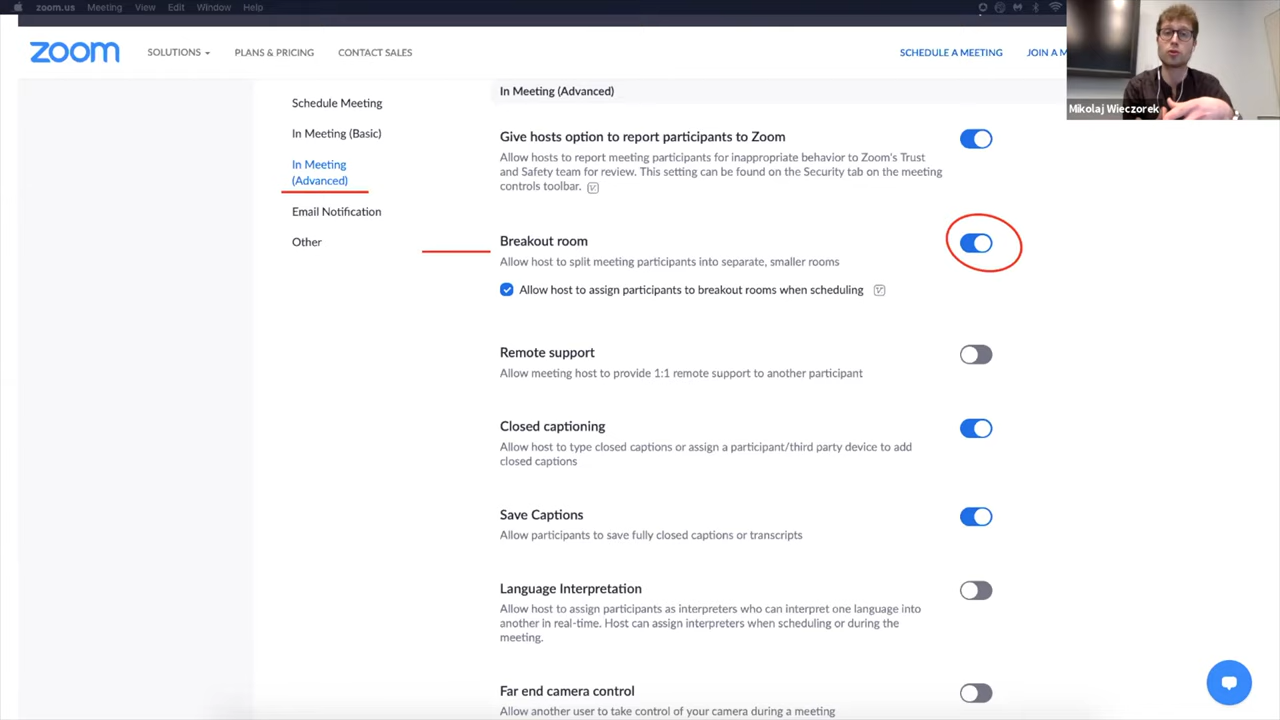 zoom.us Meeting View Edit Window Help
zoom SOLUTIONS PLANS & PRICING CONTACT SALES SCHEDULE A MEETING JOIN A M
Mikolaj Wieczorek
Schedule Meeting
In Meeting (Basic)
In Meeting
(Advanced)
Email Notification
Other
In Meeting (Advanced)
Give hosts option to report participants to Zoom
Allow hosts to report meeting participants for inappropriate behavior to Zoom's Trust
and Safety team for review. This setting can be found on the Security tab on the meeting
controls toolbar.
Breakout room
Allow host to split meeting participants into separate, smaller rooms
Allow host to assign participants to breakout rooms when scheduling
Remote support
Allow meeting host to provide 1:1 remote support to another participant
Closed captioning
Allow host to type closed captions or assign a participant/third party device to add
closed captions
Save Captions
Allow participants to save fully closed captions or transcripts
Language Interpretation
Allow host to assign participants as interpreters who can interpret one language into
another in real-time. Host can assign interpreters when scheduling or during the
meeting.
Far end camera control
Allow another user to take control of your camera during a meeting